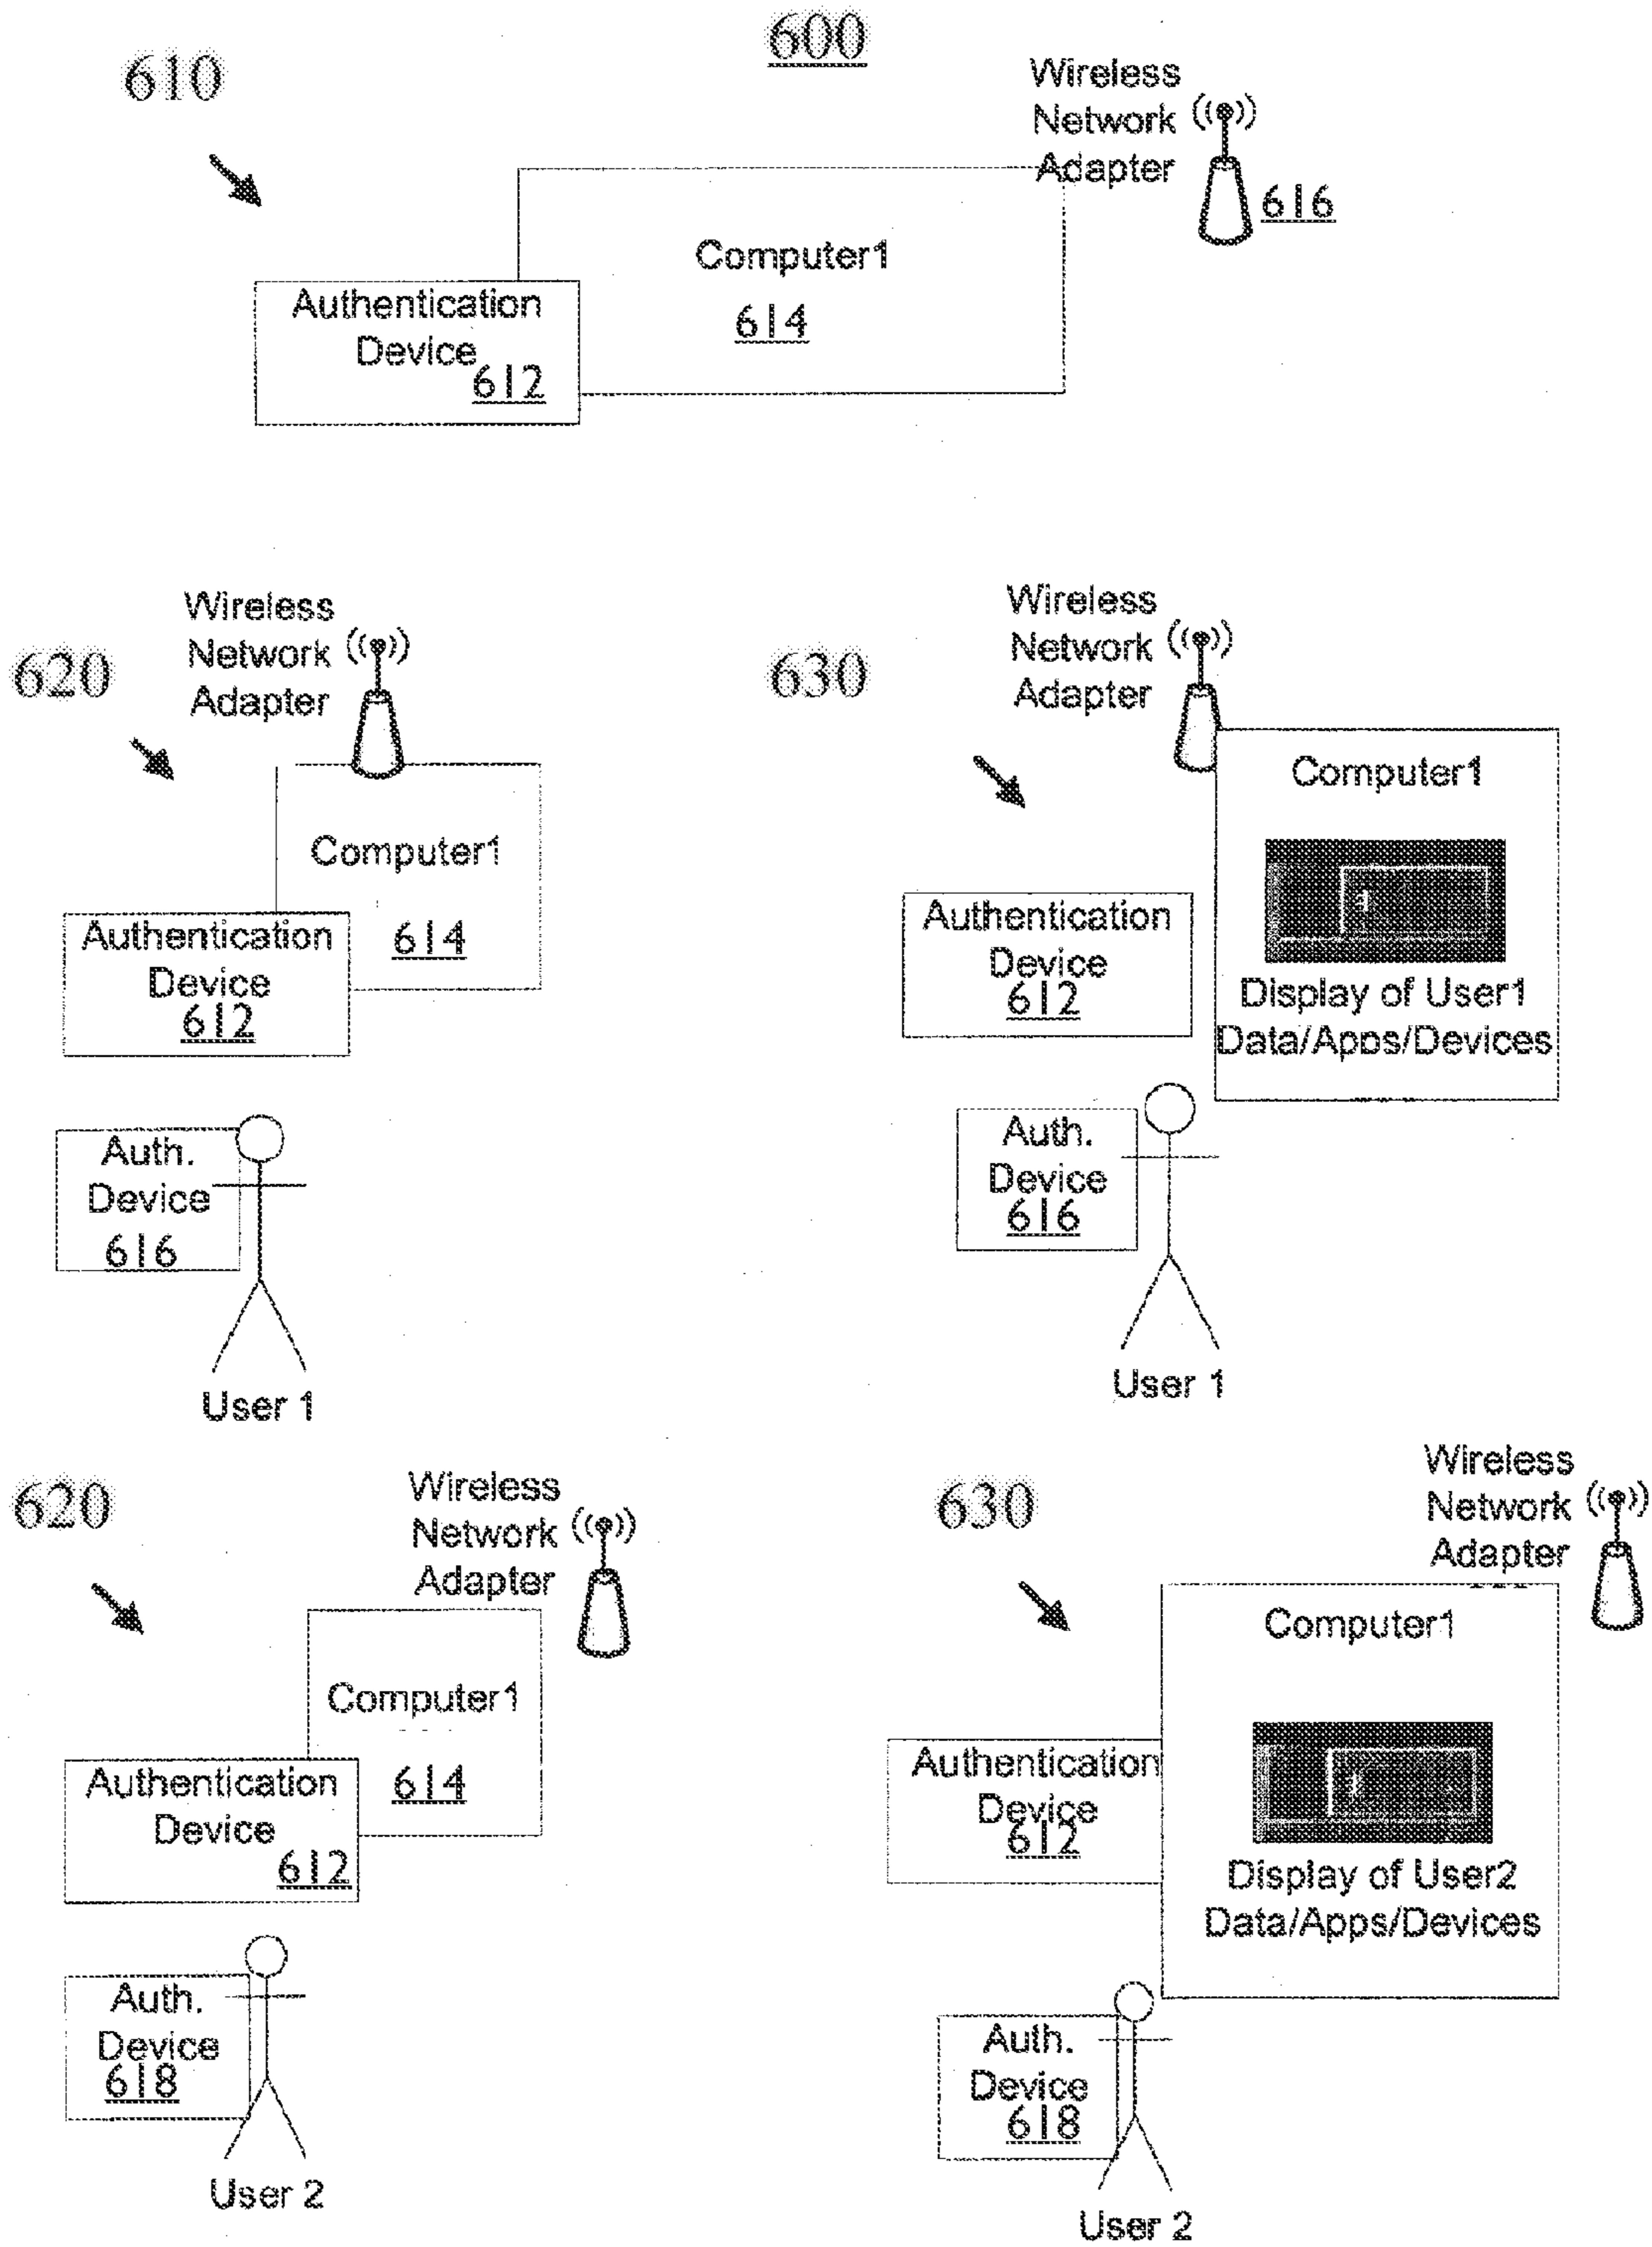 600
610
Wireless
Network
Adapter
616
Computer1
614
Authentication
Device
612
620
Wireless
Network
Adapter
Computer1
614
Authentication
Device
612
Auth.
Device
616
User 1
630
Wireless
Network
Adapter
Computer1
Display of User1
Data/Apps/Devices
Authentication
Device
612
Auth.
Device
616
User 1
620
Wireless
Network
Adapter
Computer1
614
Authentication
Device
612
Auth.
Device
618
User 2
630
Wireless
Network
Adapter
Computer1
Display of User2
Data/Apps/Devices
Authentication
Device
612
Auth.
Device
618
User 2